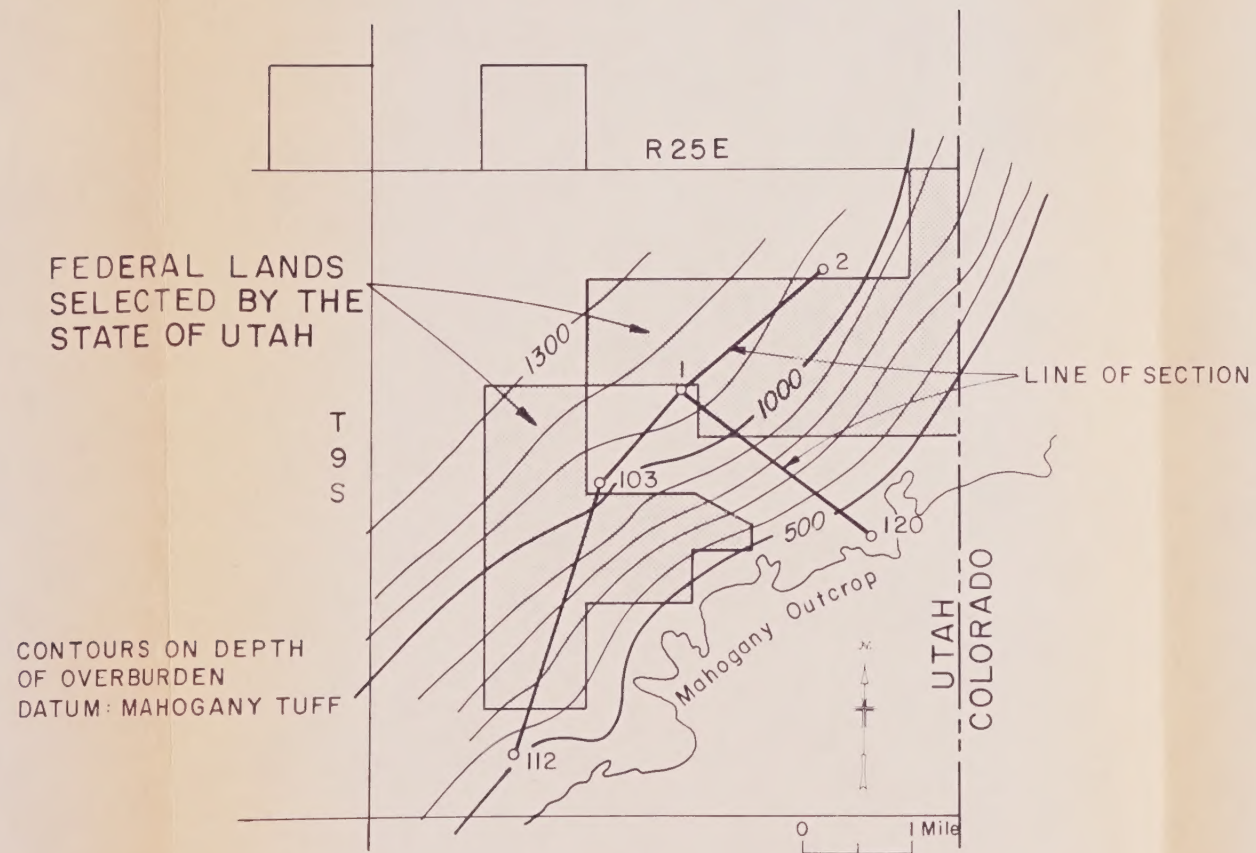 R 25 E
FEDERAL LANDS
SELECTED BY THE
STATE OF UTAH
2
1300
1
1000
LINE OF SECTION
T
9
S
103
500
120
Mahogany Outcrop
UTAH
COLORADO
CONTOURS ON DEPTH
OF OVERBURDEN
DATUM: MAHOGANY TUFF
N
112
0 1 Mile